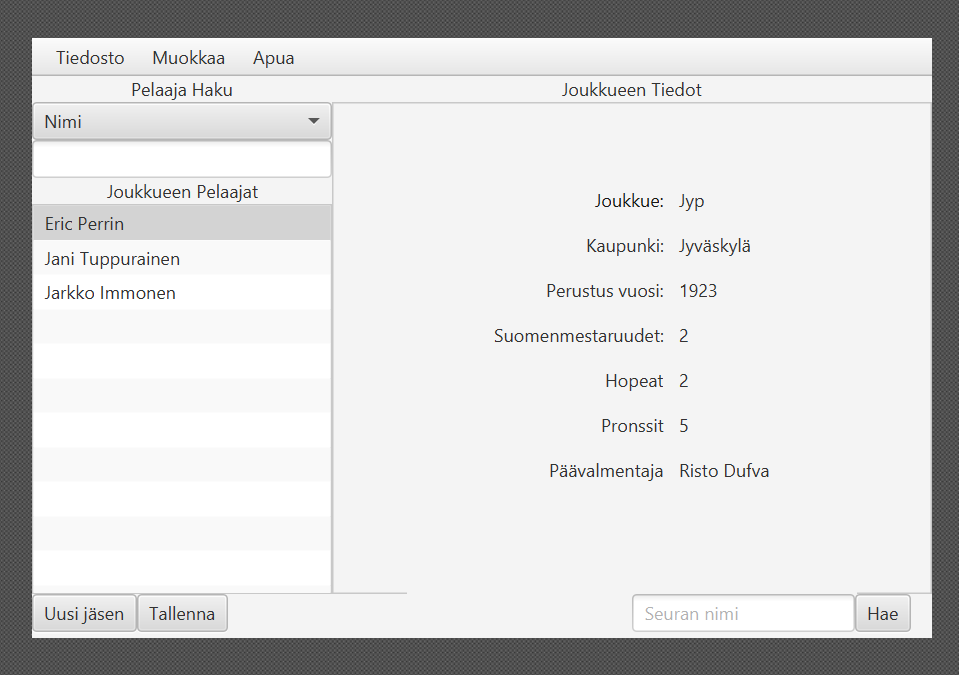 Tiedosto Muokkaa Apua
Pelaaja Haku
Nimi
Joukkueen Pelaajat
Eric Perrin
Jani Tuppurainen
Jarkko Immonen
Joukkueen Tiedot
Joukkue: Jyp
Kaupunki: Jyväskylä
Perustus vuosi: 1923
Suomenmestaruudet: 2
Hopeat 2
Pronssit 5
Päävalmentaja Risto Dufva
Uusi jäsen Tallenna Seuran nimi Hae